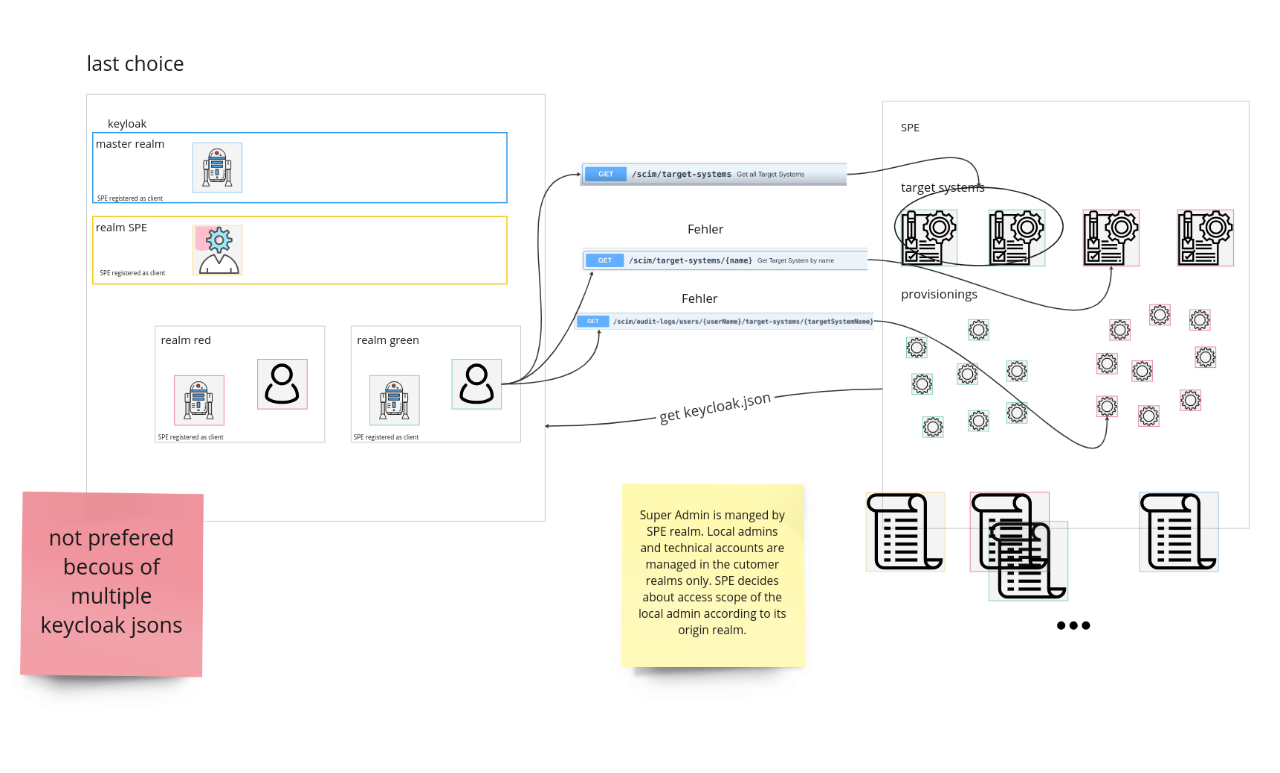 last choice
keyloak
master realm
SPE registered as client
realm SPE
SPE registered as client
realm red
SPE registered as client
realm green
SPE registered as client
GET /scim/target-systems Get all Target Systems
Fehler
GET /scim/target-systems/{name} Get Target System by name
Fehler
GET /scim/audit-logs/users/{userName}/target-systems/{targetSystemName}
get keycloak.json
SPE
target systems
provisionings
not prefered
becous of
multiple
keycloak jsons
Super Admin is manged by
SPE realm. Local admins
and technical accounts are
managed in the cutomer
realms only. SPE decides
about access scope of the
local admin according to its
origin realm.